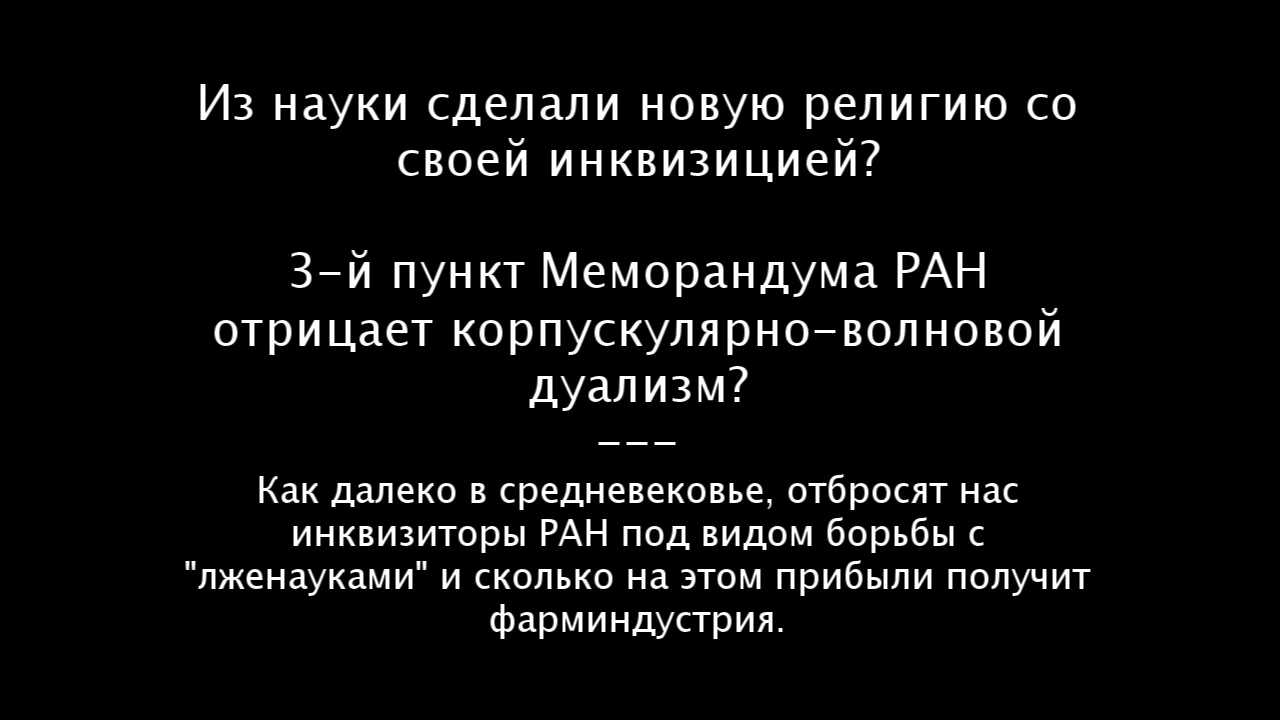 Из науки сделали новую религию со
своей инквизицией?
3-й пункт Меморандума РАН
отрицает корпускулярно-волновой
дуализм?
---
Как далеко в средневековье, отбросят нас
инквизиторы РАН под видом борьбы с
"лженауками" и сколько на этом прибыли получит
фарминдустрия.